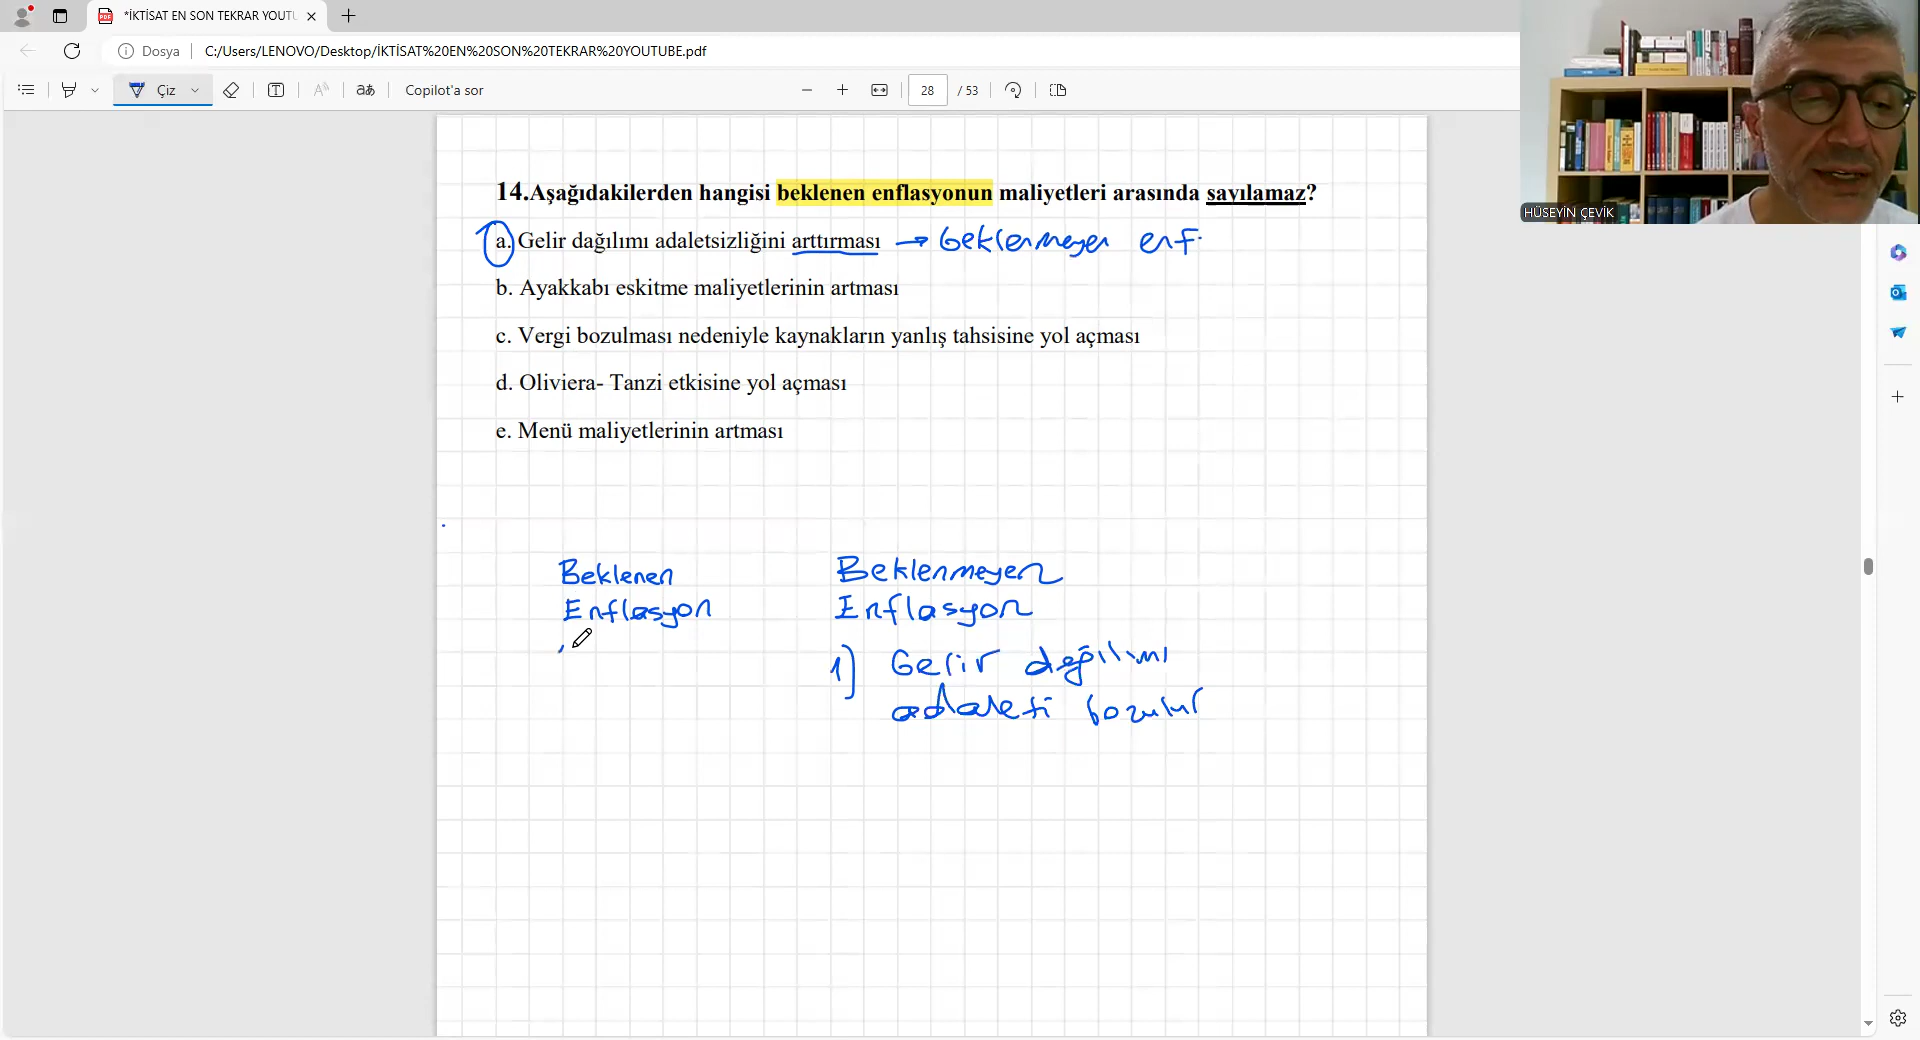 *İKTİSAT EN SON TEKRAR YOUTU
Dosya C:/Users/LENOVO/Desktop/İKTİSAT%20EN%20SON%20TEKRAR%20YOUTUBE.pdf
Çiz Copilot'a sor 28 / 53
HÜSEYİN ÇEVİK
14.Aşağıdakilerden hangisi beklenen enflasyonun maliyetleri arasında sayılamaz?
a. Gelir dağılımı adaletsizliğini arttırması → beklenmeyen enf.
b. Ayakkabı eskitme maliyetlerinin artması
c. Vergi bozulması nedeniyle kaynakların yanlış tahsisine yol açması
d. Oliviera- Tanzi etkisine yol açması
e. Menü maliyetlerinin artması
Beklenen
Enflasyon
Beklenmeyen
Enflasyon
1) Gelir dağılımı
adaleti bozulur